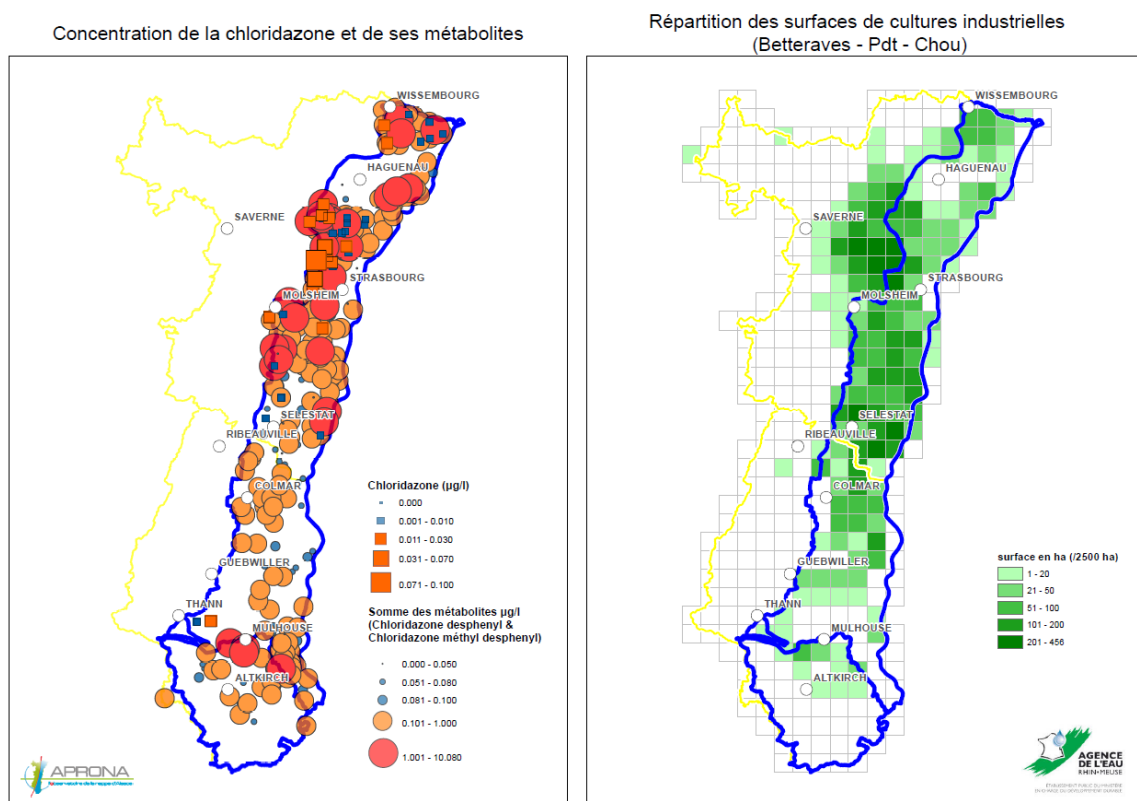 Concentration de la chloridazone et de ses métabolites
WISSEMBOURG
HAGUENAU
SAVERNE
STRASBOURG
MOLSHEIM
SELESTAT
RIBEAUVILLE
COLMAR
GUEBWILLER
THANN
MULHOUSE
ALTKIRCH
Chloridazone (µg/l)
0.000
0.001 - 0.010
0.011 - 0.030
0.031 - 0.070
0.071 - 0.100
Somme des métabolites µg/l
(Chloridazone desphenyl &
Chloridazone méthyl desphenyl)
0.000 - 0.050
0.051 - 0.080
0.081 - 0.100
0.101 - 1.000
1.001 - 10.080
APRONA
Répartition des surfaces de cultures industrielles
(Betteraves - Pdt - Chou)
WISSEMBOURG
HAGUENAU
SAVERNE
STRASBOURG
MOLSHEIM
SELESTAT
RIBEAUVILLE
COLMAR
GUEBWILLER
THANN
MULHOUSE
ALTKIRCH
surface en ha (/2500 ha)
1 - 20
21 - 50
51 - 100
101 - 200
201 - 456
AGENCE
DE L'EAU
RHIN•MEUSE